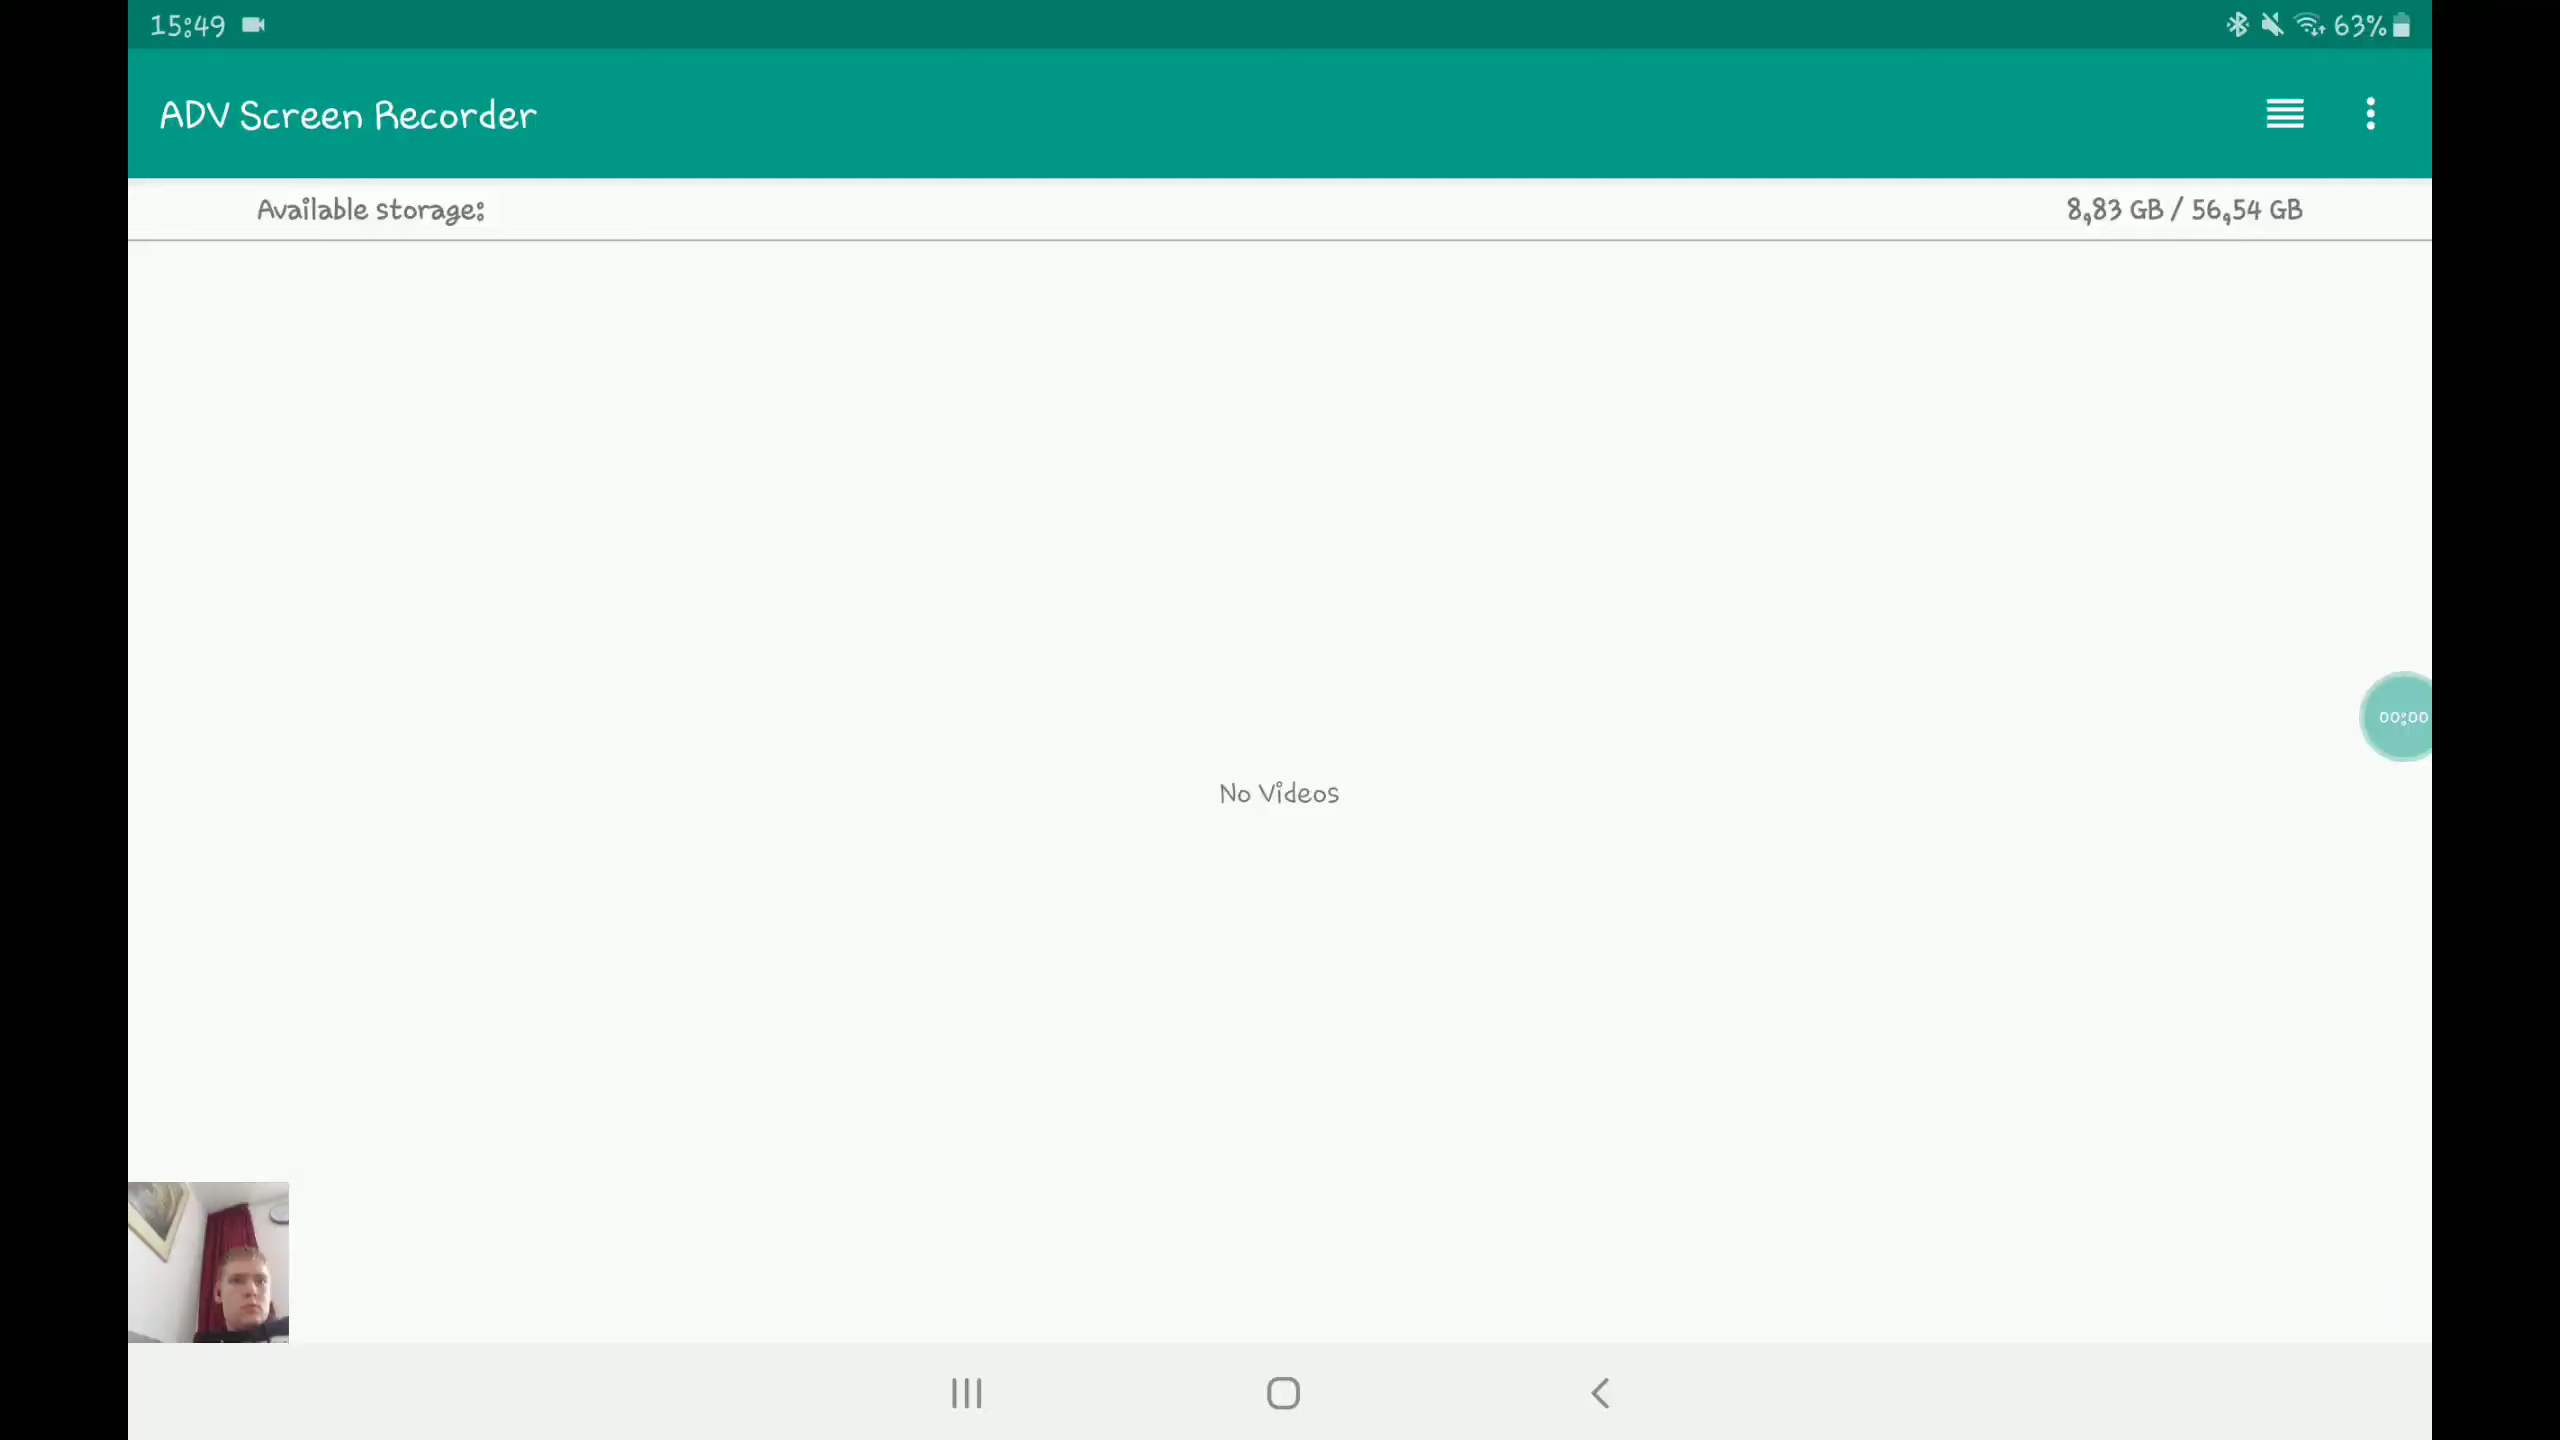 15:49
63%
ADV Screen Recorder
Available storage:
8,83 GB / 56,54 GB
00:00
No Videos